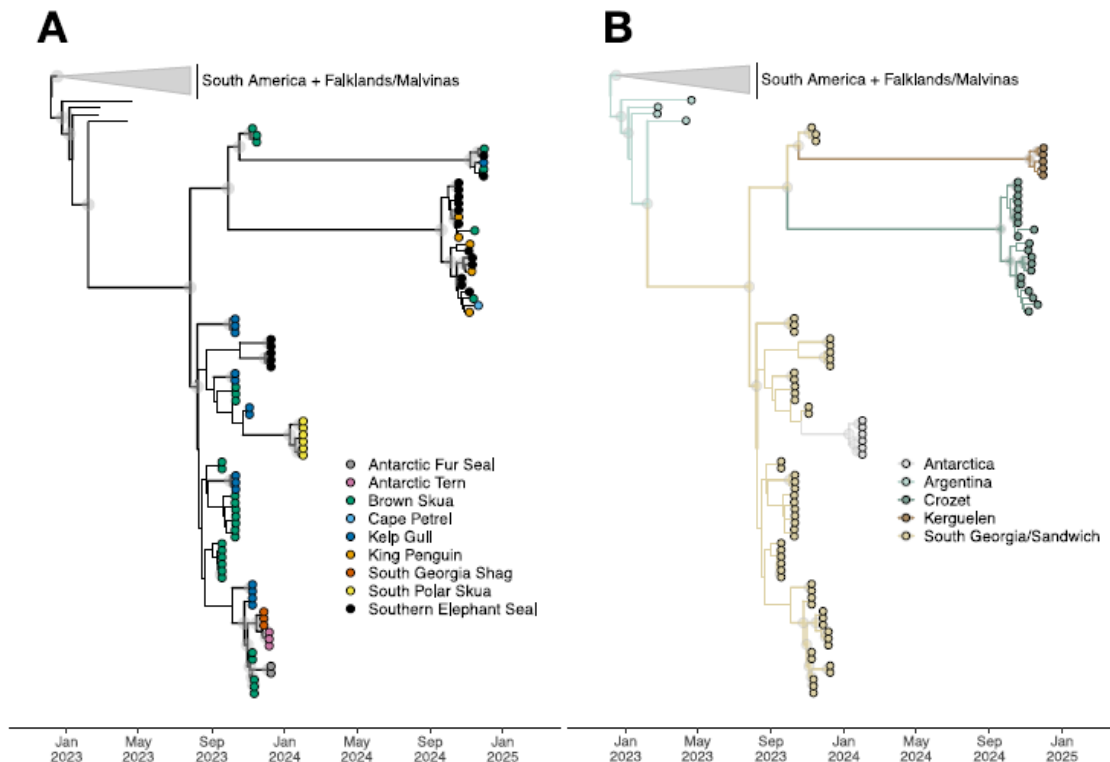 A
B
South America + Falklands/Malvinas
South America + Falklands/Malvinas
Antarctic Fur Seal
Antarctic Tern
Brown Skua
Cape Petrel
Kelp Gull
King Penguin
South Georgia Shag
South Polar Skua
Southern Elephant Seal
Antarctica
Argentina
Crozet
Kerguelen
South Georgia/Sandwich
Jan May Sep Jan May Sep Jan
2023 2023 2023 2024 2024 2024 2025
Jan May Sep Jan May Sep Jan
2023 2023 2023 2024 2024 2024 2025